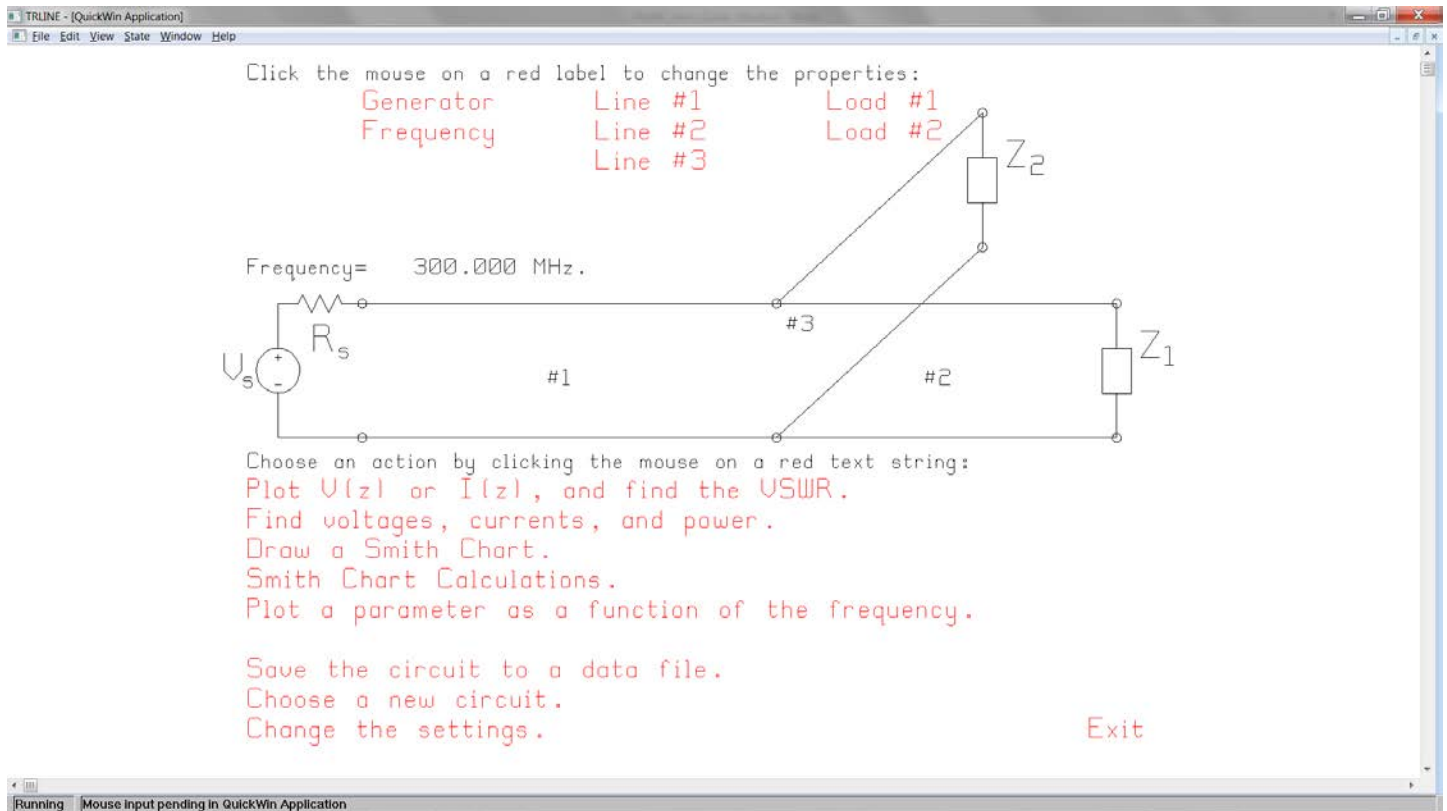 TRLINE - [QuickWin Application]
File Edit View State Window Help
Click the mouse on a red label to change the properties:
Generator Line #1 Load #1
Frequency Line #2 Load #2
Line #3
Z2
Frequency= 300.000 MHz.
Rs
#3
Z1
Vs
+
-
#1
#2
Choose an action by clicking the mouse on a red text string:
Plot V(z) or I(z), and find the VSWR.
Find voltages, currents, and power.
Draw a Smith Chart.
Smith Chart Calculations.
Plot a parameter as a function of the frequency.
Save the circuit to a data file.
Choose a new circuit.
Change the settings. Exit
Running Mouse input pending in QuickWin Application